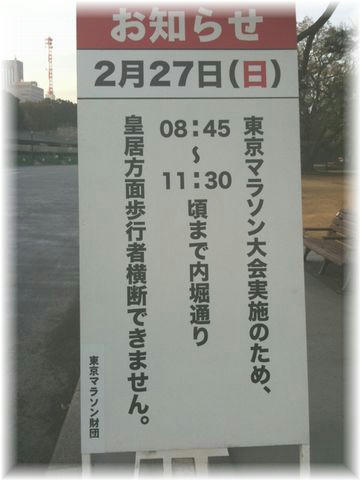 お知らせ
2月27日(日)
東京マラソン大会実施のため、
08:45～11:30頃まで内堀通り
皇居方面歩行者横断できません。
東京マラソン財団